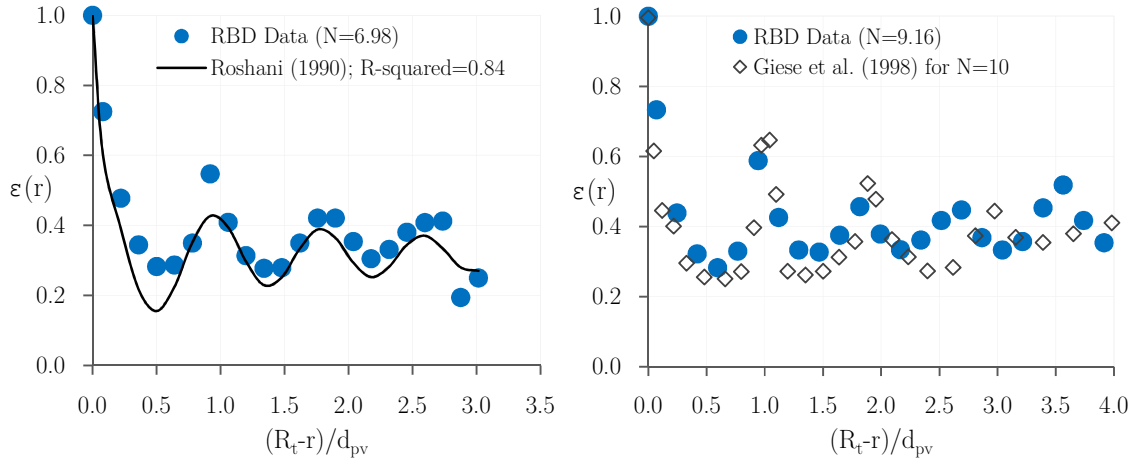 1.0
0.8
0.6
0.4
0.2
0.0
ε(r)
RBD Data (N=6.98)
Roshani (1990); R-squared=0.84
0.0 0.5 1.0 1.5 2.0 2.5 3.0 3.5
(Rₜ-r)/dₚᵥ
1.0
0.8
0.6
0.4
0.2
0.0
ε(r)
RBD Data (N=9.16)
Giese et al. (1998) for N=10
0.0 0.5 1.0 1.5 2.0 2.5 3.0 3.5 4.0
(Rₜ-r)/dₚᵥ